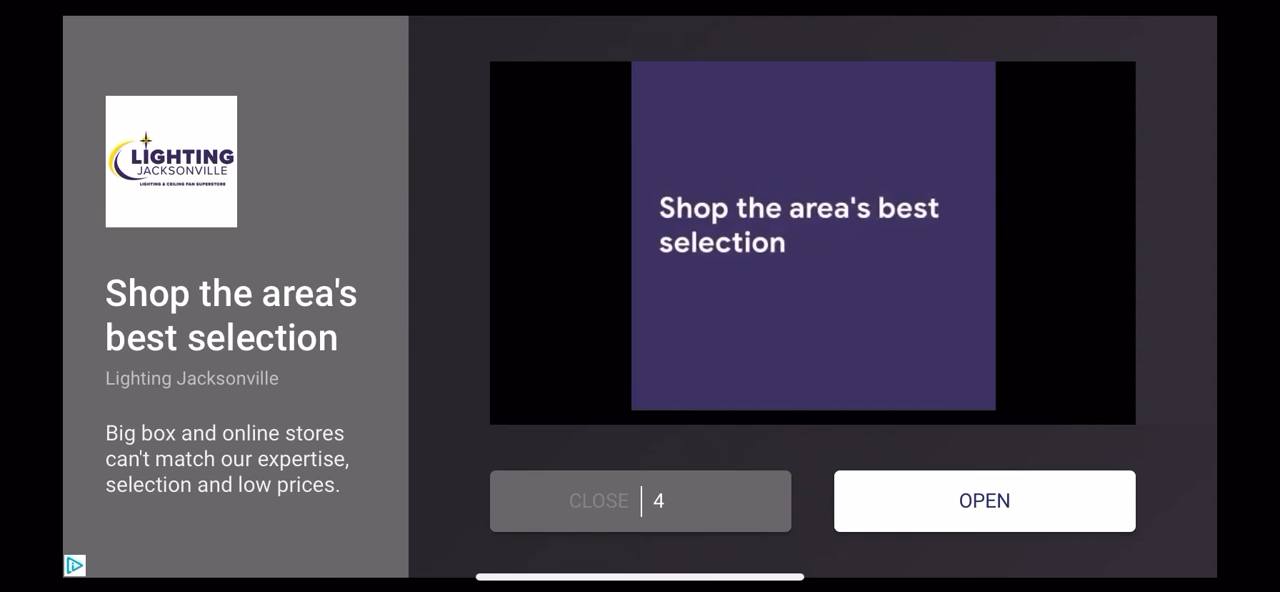 LIGHTING
JACKSONVILLE
LIGHTING & CEILING FAN SUPERSTORE
Shop the area's
best selection
Lighting Jacksonville
Big box and online stores
can't match our expertise,
selection and low prices.
Shop the area's best
selection
CLOSE | 4
OPEN